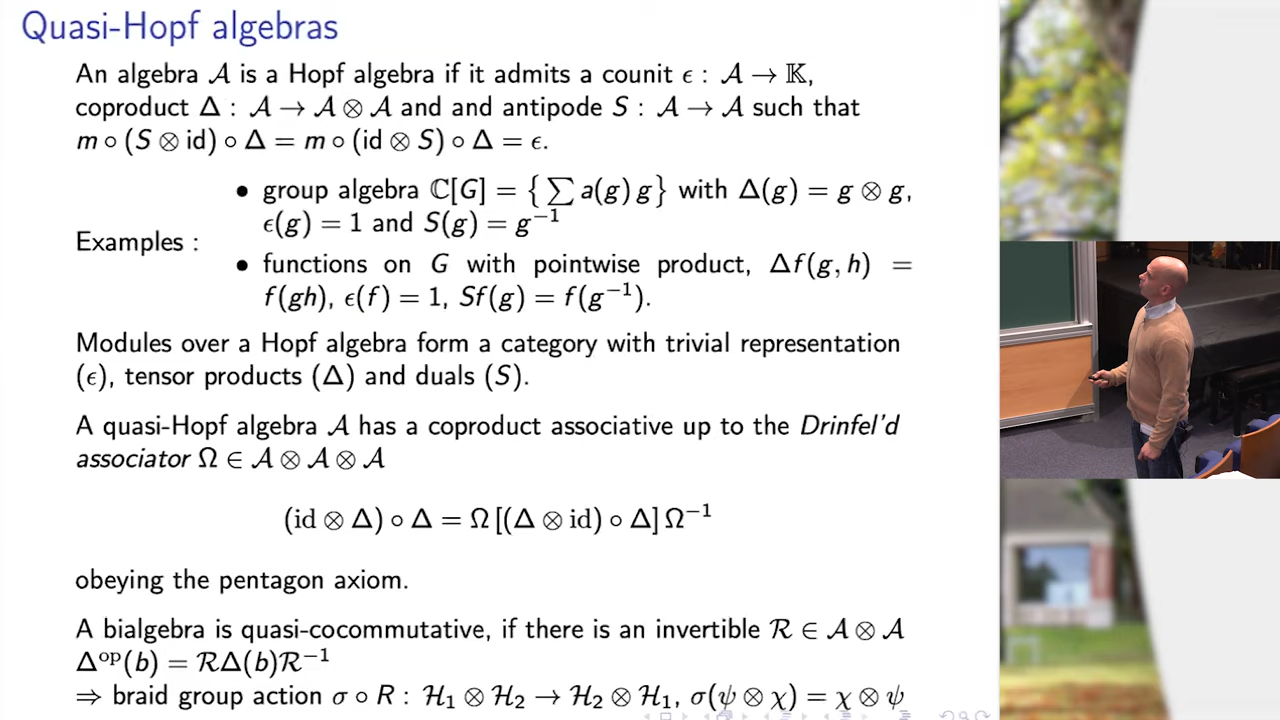 Quasi-Hopf algebras
An algebra 𝒜 is a Hopf algebra if it admits a counit ϵ : 𝒜 → 𝕂,
coproduct Δ : 𝒜 → 𝒜 ⊗ 𝒜 and and antipode S : 𝒜 → 𝒜 such that
m ∘ (S ⊗ id) ∘ Δ = m ∘ (id ⊗ S) ∘ Δ = ϵ.
• group algebra ℂ[G] = {∑ a(g) g} with Δ(g) = g ⊗ g,
ϵ(g) = 1 and S(g) = g⁻¹
Examples :
• functions on G with pointwise product, Δf(g, h) =
f(gh), ϵ(f) = 1, Sf(g) = f(g⁻¹).
Modules over a Hopf algebra form a category with trivial representation
(ϵ), tensor products (Δ) and duals (S).
A quasi-Hopf algebra 𝒜 has a coproduct associative up to the Drinfel'd
associator Ω ∈ 𝒜 ⊗ 𝒜 ⊗ 𝒜
(id ⊗ Δ) ∘ Δ = Ω [(Δ ⊗ id) ∘ Δ] Ω⁻¹
obeying the pentagon axiom.
A bialgebra is quasi-cocommutative, if there is an invertible ℛ ∈ 𝒜 ⊗ 𝒜
Δᵒᵖ(b) = ℛΔ(b)ℛ⁻¹
⇒ braid group action σ ∘ R : ℋ₁ ⊗ ℋ₂ → ℋ₂ ⊗ ℋ₁, σ(ψ ⊗ χ) = χ ⊗ ψ